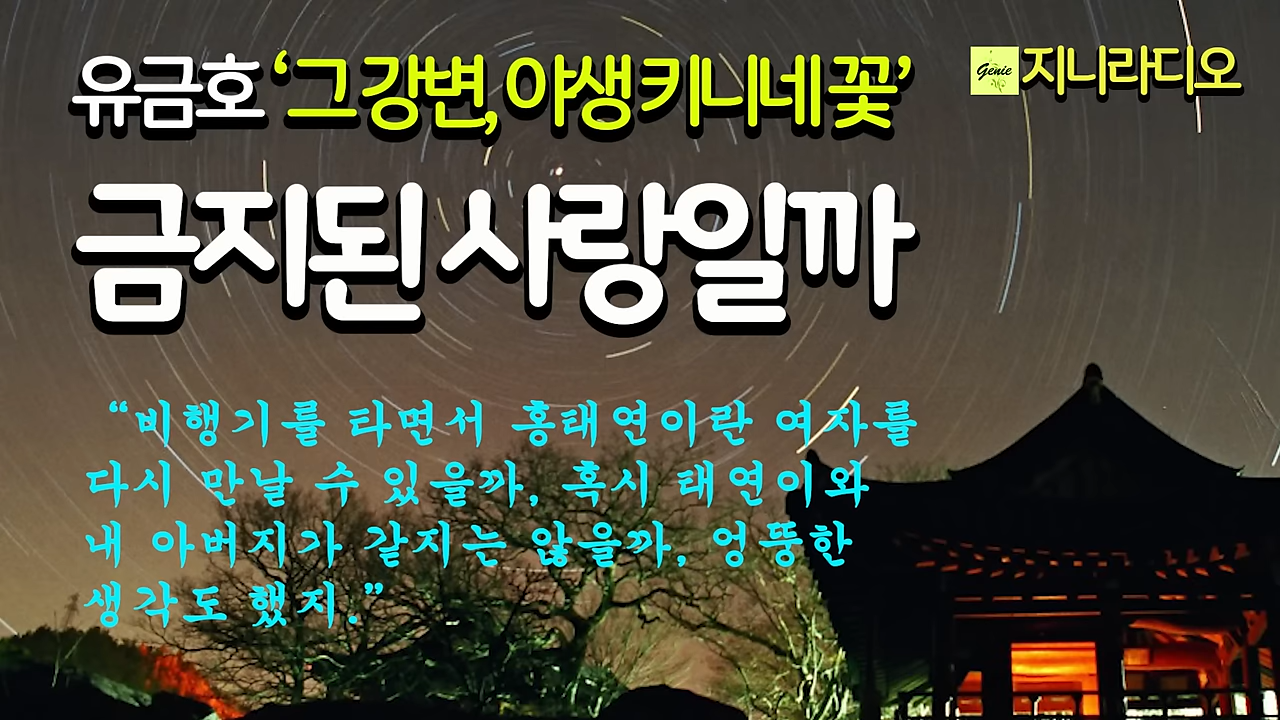 유금호 ‘그 강변, 야생 키니네 꽃’
Genie 지니라디오
금지된 사랑일까
“비행기를 타면서 홍태연이란 여자를
다시 만날 수 있을까, 혹시 태연이와
내 아버지가 같지는 않을까, 엉뚱한
생각도 했지.”